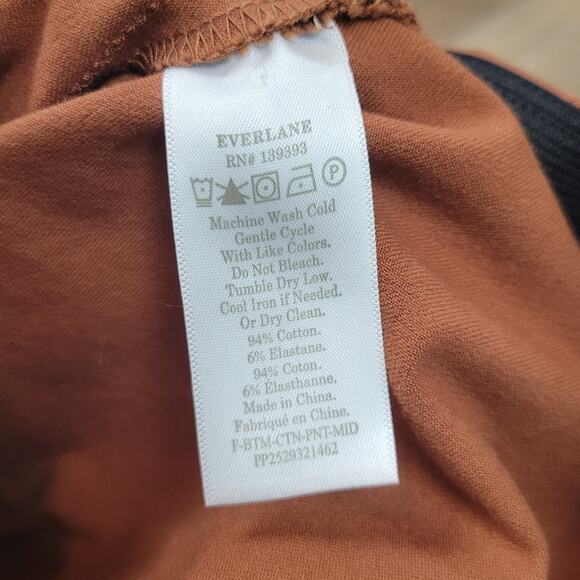 EVERLANE
RN# 139393
P
Machine Wash Cold
Gentle Cycle
With Like Colors.
Do Not Bleach.
Tumble Dry Low.
Cool Iron if Needed.
Or Dry Clean.
94% Cotton.
6% Elastane.
94% Coton.
6% Élasthanne.
Made in China.
Fabriqué en Chine.
F-BTM-CTN-PNT-MID
PP2529321462